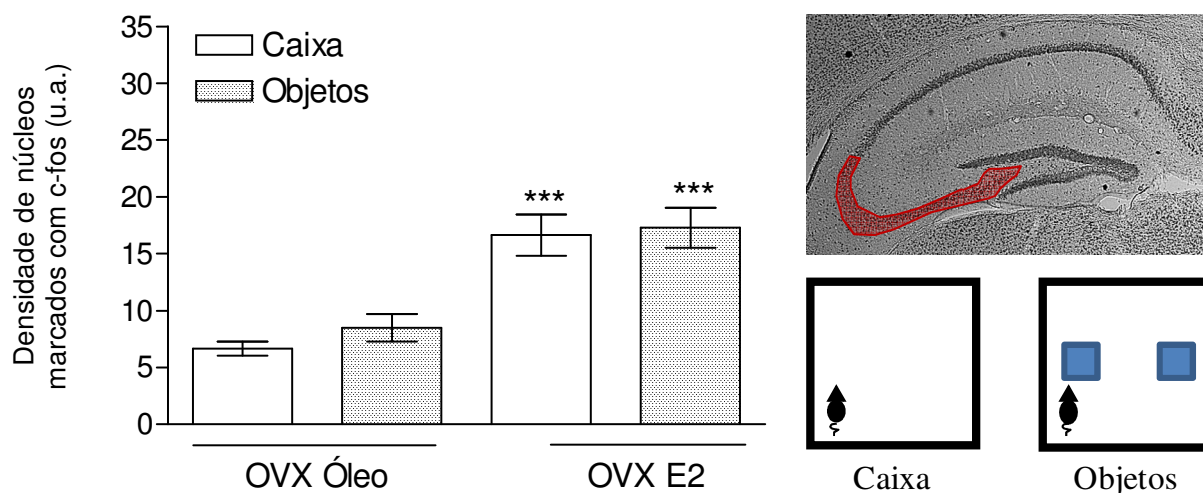 Densidade de núcleos
marcados com c-fos (u.a.)
35
30
25
20
15
10
5
0
Caixa
Objetos
***
***
OVX Óleo
OVX E2
Caixa
Objetos